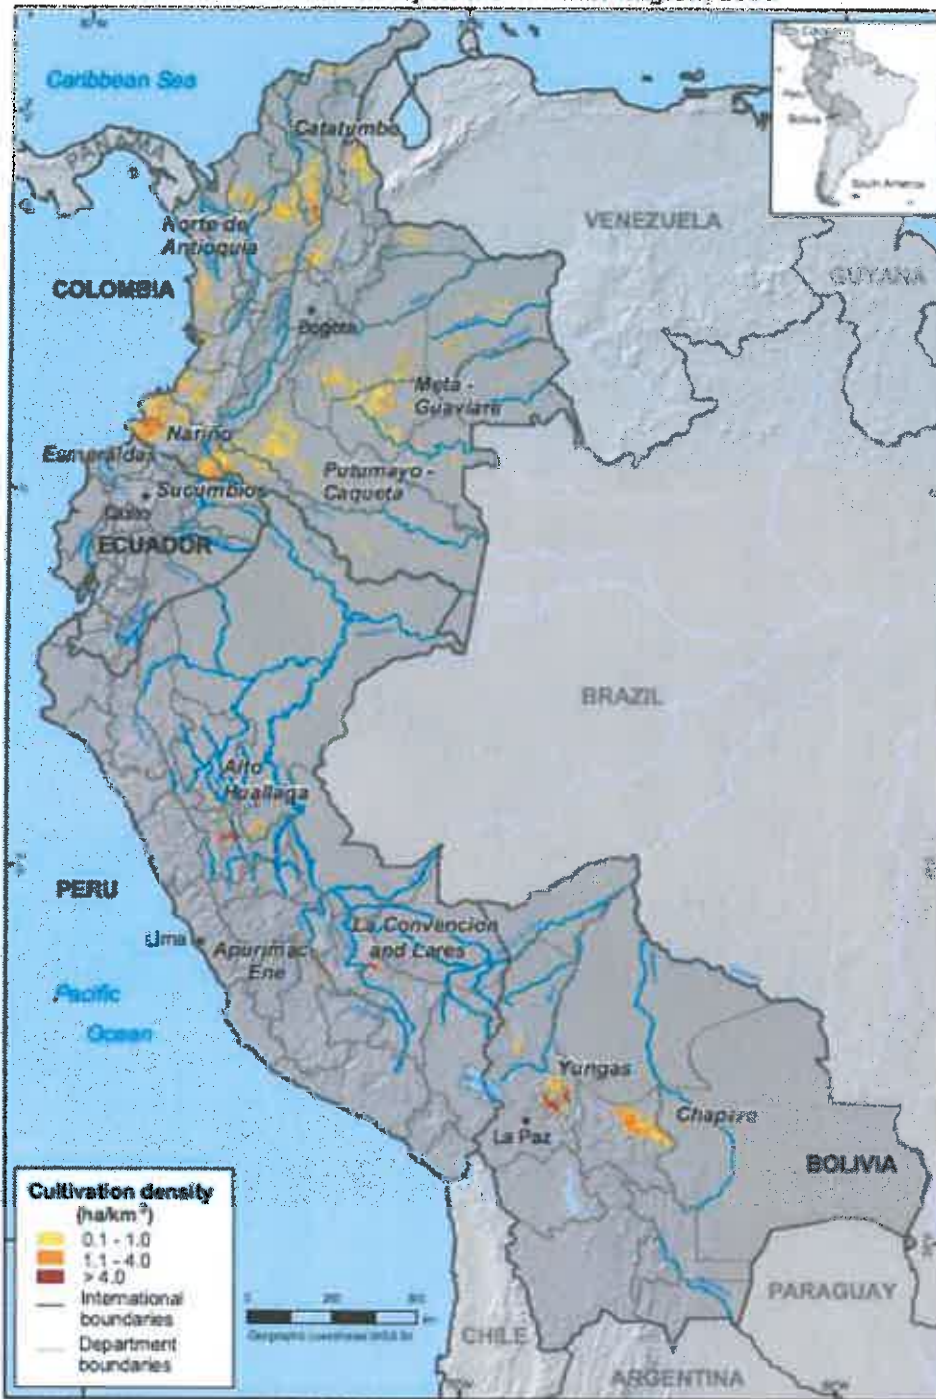 Caribbean Sea
PANAMA
Catatumbo
Norte de
Antioquia
COLOMBIA
Bogota
VENEZUELA
GUYANA
Bolivia
South America
Meta -
Guaviare
Nariño
Esmeraldas
Putumayo -
Caqueta
Sucumbios
Quito
ECUADOR
BRAZIL
Alto
Huallaga
PERU
Lima
Apurimac-
Ene
La Convencion
and Lares
Pacific
Ocean
Yungas
Chapare
La Paz
BOLIVIA
PARAGUAY
CHILE
ARGENTINA
Cultivation density
(ha/km²)
0.1 - 1.0
1.1 - 4.0
> 4.0
International
boundaries
Department
boundaries
0
km